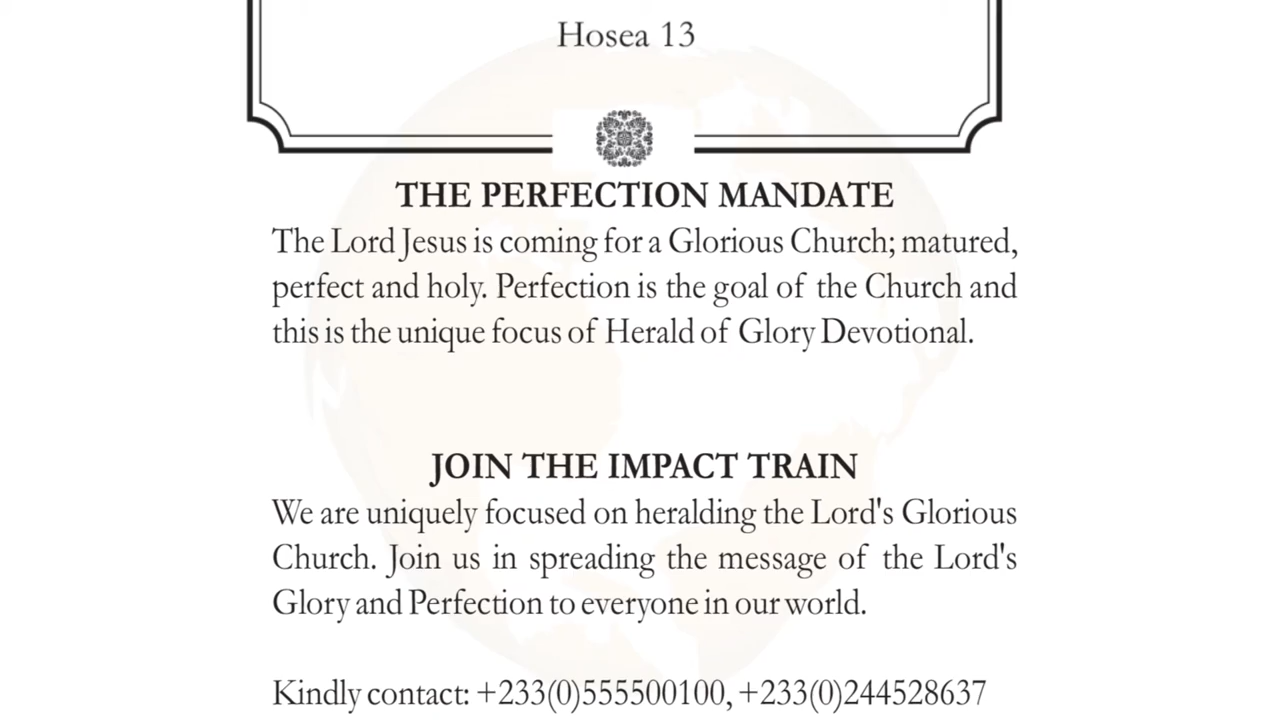 Hosea 13
THE PERFECTION MANDATE
The Lord Jesus is coming for a Glorious Church; matured,
perfect and holy. Perfection is the goal of the Church and
this is the unique focus of Herald of Glory Devotional.
JOIN THE IMPACT TRAIN
We are uniquely focused on heralding the Lord's Glorious
Church. Join us in spreading the message of the Lord's
Glory and Perfection to everyone in our world.
Kindly contact: +233(0)555500100, +233(0)244528637